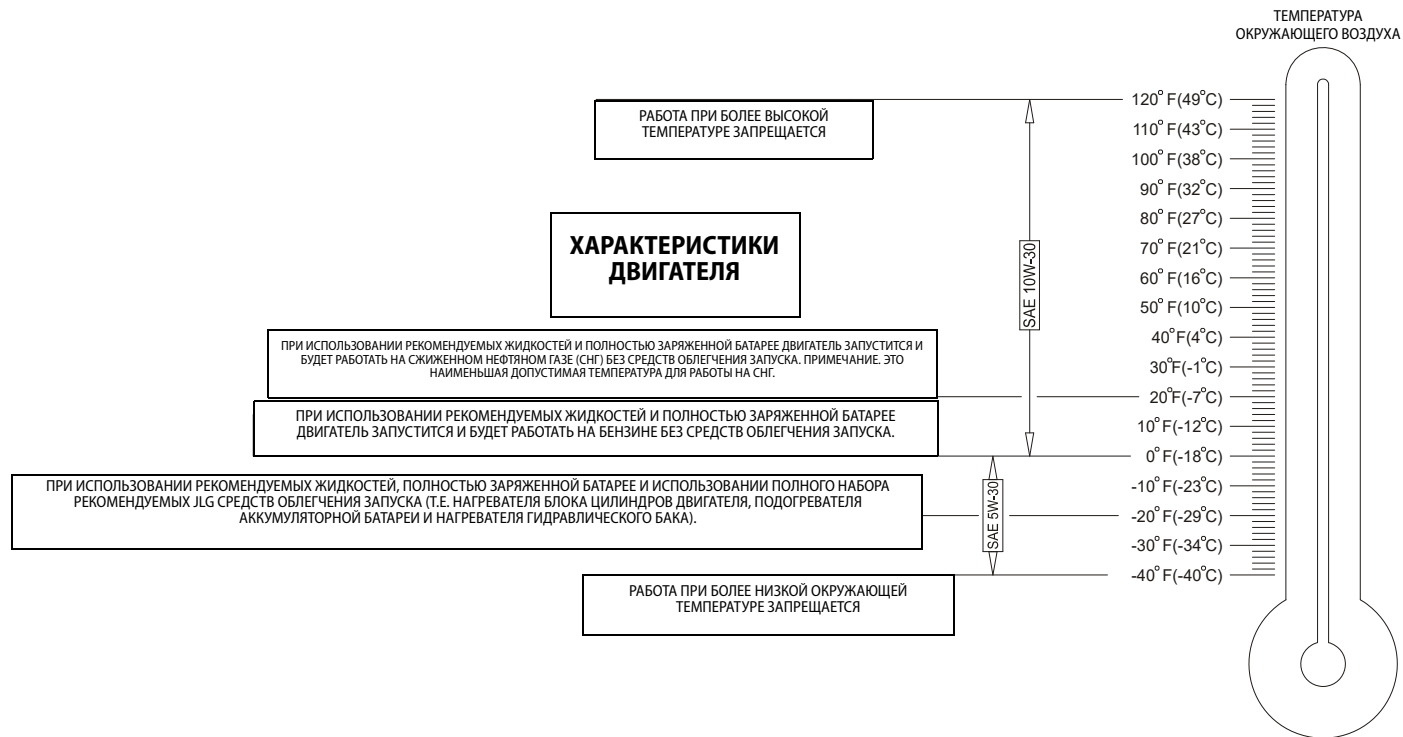 ТЕМПЕРАТУРА
ОКРУЖАЮЩЕГО ВОЗДУХА
120° F(49°C)
РАБОТА ПРИ БОЛЕЕ ВЫСОКОЙ
ТЕМПЕРАТУРЕ ЗАПРЕЩАЕТСЯ
110° F(43°C)
100° F(38°C)
90° F(32°C)
80° F(27°C)
ХАРАКТЕРИСТИКИ
ДВИГАТЕЛЯ
70° F(21°C)
60° F(16°C)
SAE 10W-30
50° F(10°C)
40°F(4°C)
ПРИ ИСПОЛЬЗОВАНИИ РЕКОМЕНДУЕМЫХ ЖИДКОСТЕЙ И ПОЛНОСТЬЮ ЗАРЯЖЕННОЙ БАТАРЕЕ ДВИГАТЕЛЬ ЗАПУСТИТСЯ И
БУДЕТ РАБОТАТЬ НА СЖИЖЕННОМ НЕФТЯНОМ ГАЗЕ (СНГ) БЕЗ СРЕДСТВ ОБЛЕГЧЕНИЯ ЗАПУСКА. ПРИМЕЧАНИЕ. ЭТО
НАИМЕНЬШАЯ ДОПУСТИМАЯ ТЕМПЕРАТУРА ДЛЯ РАБОТЫ НА СНГ.
30°F(-1°C)
20°F(-7°C)
ПРИ ИСПОЛЬЗОВАНИИ РЕКОМЕНДУЕМЫХ ЖИДКОСТЕЙ И ПОЛНОСТЬЮ ЗАРЯЖЕННОЙ БАТАРЕЕ
ДВИГАТЕЛЬ ЗАПУСТИТСЯ И БУДЕТ РАБОТАТЬ НА БЕНЗИНЕ БЕЗ СРЕДСТВ ОБЛЕГЧЕНИЯ ЗАПУСКА.
10°F(-12°C)
0°F(-18°C)
ПРИ ИСПОЛЬЗОВАНИИ РЕКОМЕНДУЕМЫХ ЖИДКОСТЕЙ, ПОЛНОСТЬЮ ЗАРЯЖЕННОЙ БАТАРЕЕ И ИСПОЛЬЗОВАНИИ ПОЛНОГО НАБОРА
РЕКОМЕНДУЕМЫХ JLG СРЕДСТВ ОБЛЕГЧЕНИЯ ЗАПУСКА (Т.Е. НАГРЕВАТЕЛЯ БЛОКА ЦИЛИНДРОВ ДВИГАТЕЛЯ, ПОДОГРЕВАТЕЛЯ
АККУМУЛЯТОРНОЙ БАТАРЕИ И НАГРЕВАТЕЛЯ ГИДРАВЛИЧЕСКОГО БАКА).
SAE 5W-30
-10°F(-23°C)
-20°F(-29°C)
-30°F(-34°C)
-40°F(-40°C)
РАБОТА ПРИ БОЛЕЕ НИЗКОЙ ОКРУЖАЮЩЕЙ
ТЕМПЕРАТУРЕ ЗАПРЕЩАЕТСЯ